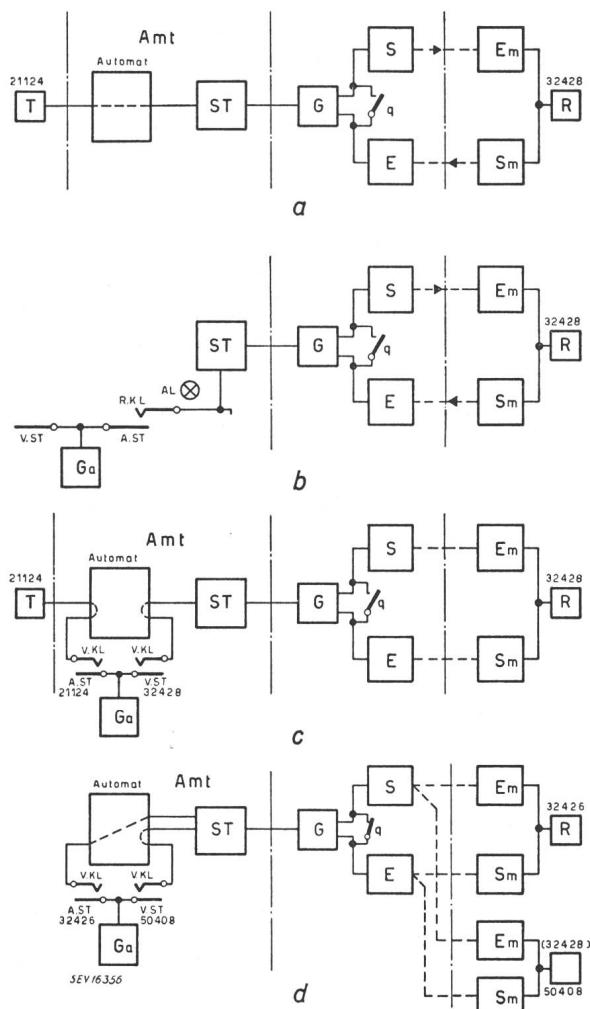 Amt
Automat
21124
T
ST
G
S
q
E
Em
Sm
32428
R
a
ST
AL
R.KL
V.ST
A.ST
Ga
G
S
q
E
Em
Sm
32428
R
b
Amt
Automat
21124
T
ST
V.KL V.KL
A.ST V.ST
21124 32428
Ga
G
S
q
E
Em
Sm
32428
R
c
Automat
Amt
ST
V.KL V.KL
A.ST V.ST
32426 50408
Ga
G
S
q
E
Em
Sm
32426
R
Em
Sm
(32428)
50408
SEV16356
d